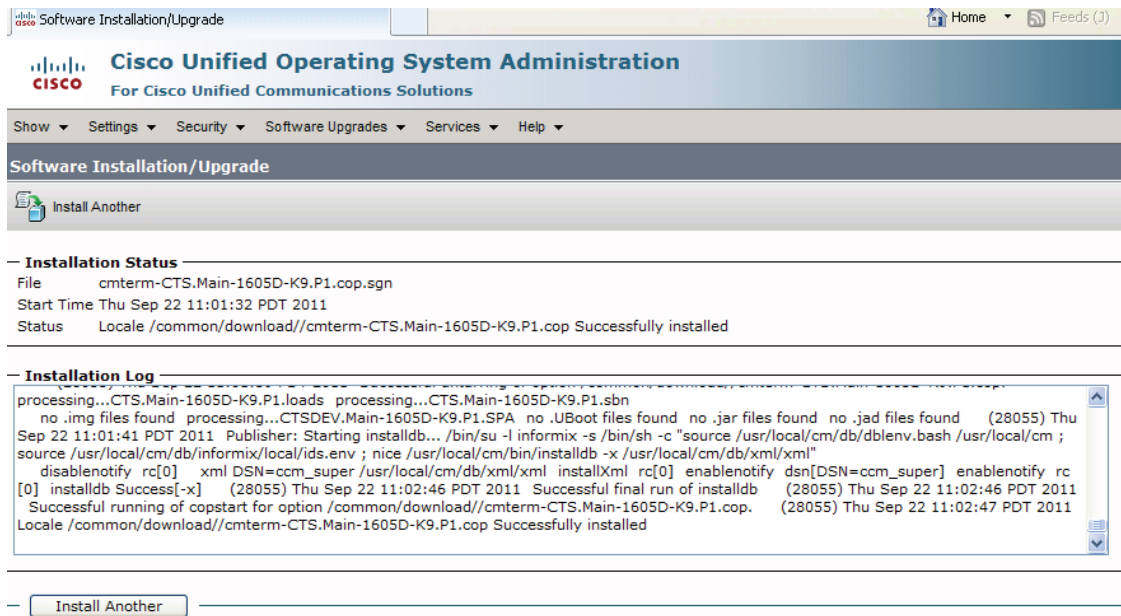 Software Installation/Upgrade
Home
Feeds (J)
CISCO
Cisco Unified Operating System Administration
For Cisco Unified Communications Solutions
Show Settings Security Software Upgrades Services Help
Software Installation/Upgrade
Install Another
Installation Status
File cmterm-CTS.Main-1605D-K9.P1.cop.sgn
Start Time Thu Sep 22 11:01:32 PDT 2011
Status Locale /common/download//cmterm-CTS.Main-1605D-K9.P1.cop Successfully installed
Installation Log
processing...CTS.Main-1605D-K9.P1.loads processing...CTS.Main-1605D-K9.P1.sbn
no .img files found processing...CTSDEV.Main-1605D-K9.P1.SPA no .UBoot files found no .jar files found no .jad files found (28055) Thu
Sep 22 11:01:41 PDT 2011 Publisher: Starting installdb... /bin/su -l informix -s /bin/sh -c "source /usr/local/cm/db/dblenv.bash /usr/local/cm ;
source /usr/local/cm/db/informix/local/ids.env ; nice /usr/local/cm/bin/installdb -x /usr/local/cm/db/xml/xml"
disablenotify rc[0] xml DSN=ccm_super /usr/local/cm/db/xml/xml installXml rc[0] enablenotify dsn[DSN=ccm_super] enablenotify rc
[0] installdb Success[-x] (28055) Thu Sep 22 11:02:46 PDT 2011 Successful final run of installdb (28055) Thu Sep 22 11:02:46 PDT 2011
Successful running of copstart for option /common/download//cmterm-CTS.Main-1605D-K9.P1.cop. (28055) Thu Sep 22 11:02:47 PDT 2011
Locale /common/download//cmterm-CTS.Main-1605D-K9.P1.cop Successfully installed
Install Another